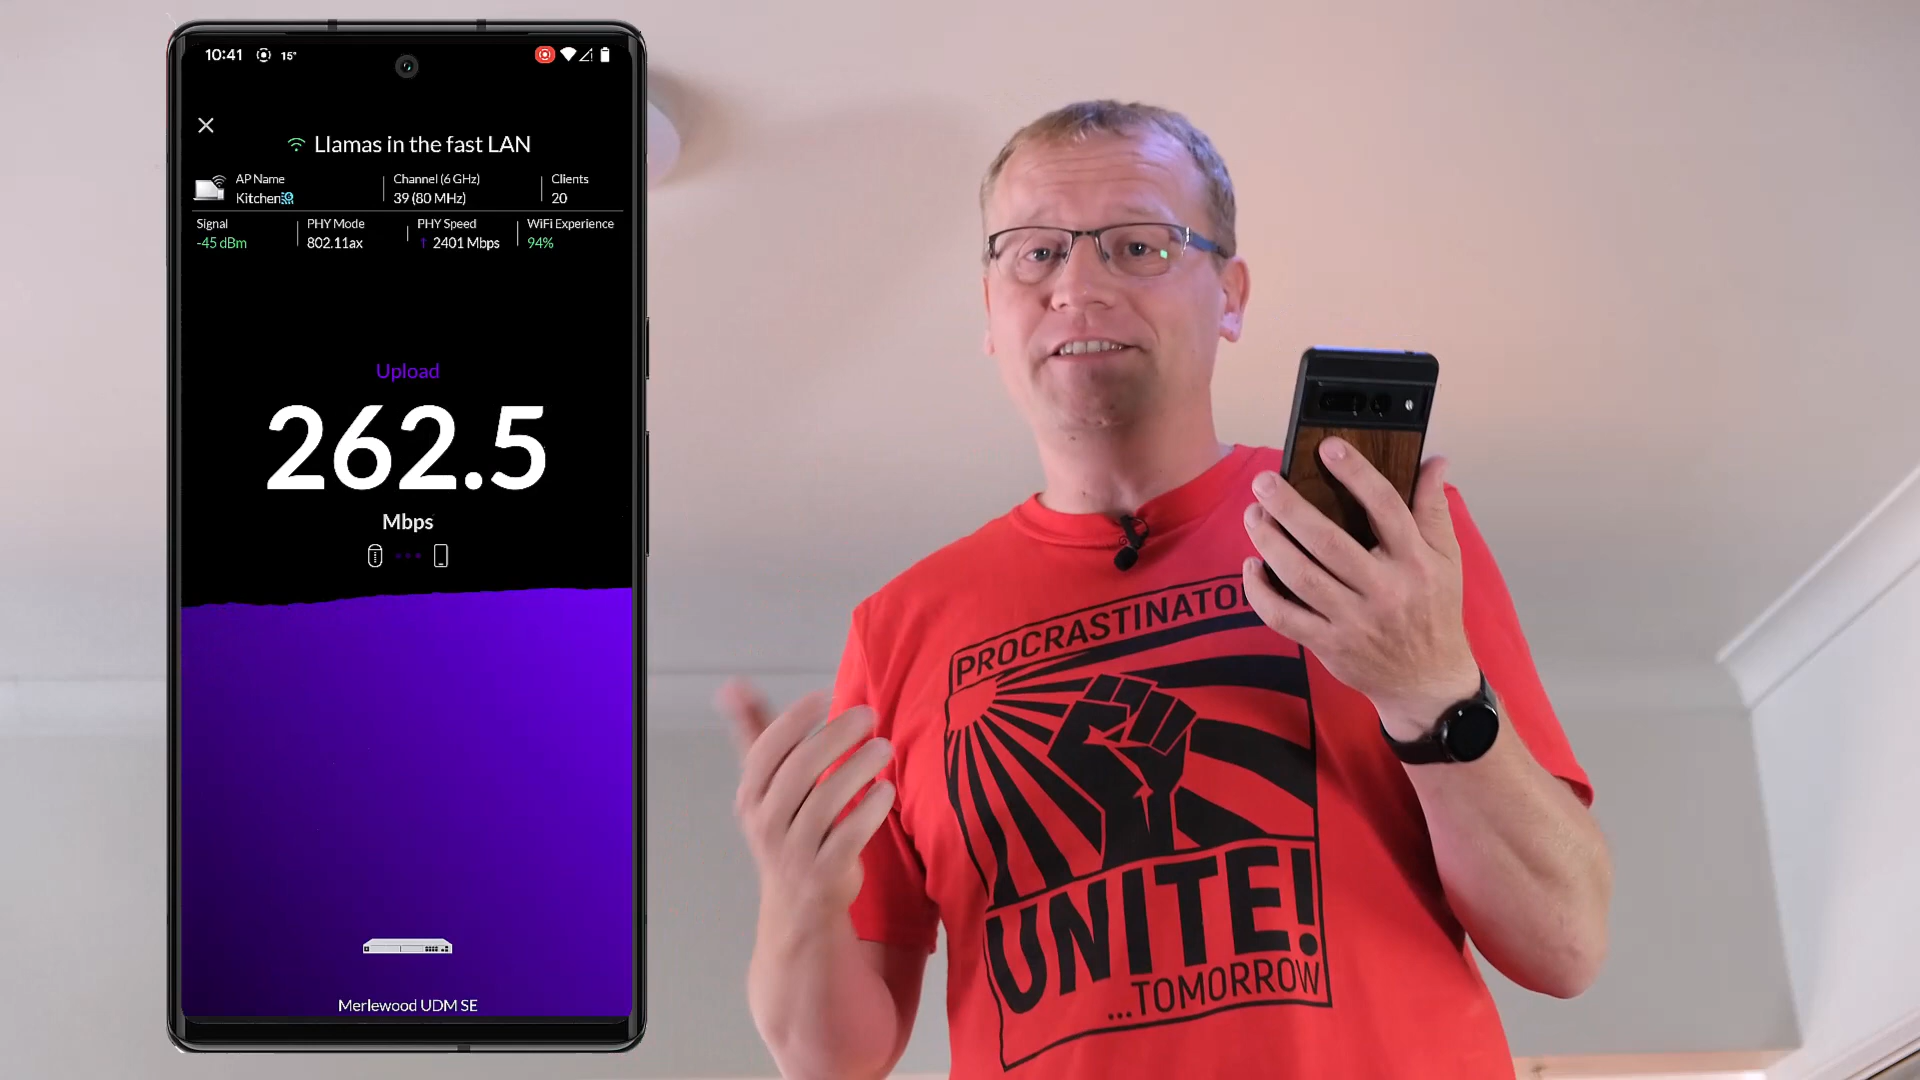 10:41 15°
Llamas in the fast LAN
AP Name
Kitchen
Channel (6 GHz)
39 (80 MHz)
Clients
20
Signal
-45 dBm
PHY Mode
802.11ax
PHY Speed
↑ 2401 Mbps
WiFi Experience
94%
Upload
262.5
Mbps
Merlewood UDM SE
PROCRASTINATO
UNITE!
...TOMORROW